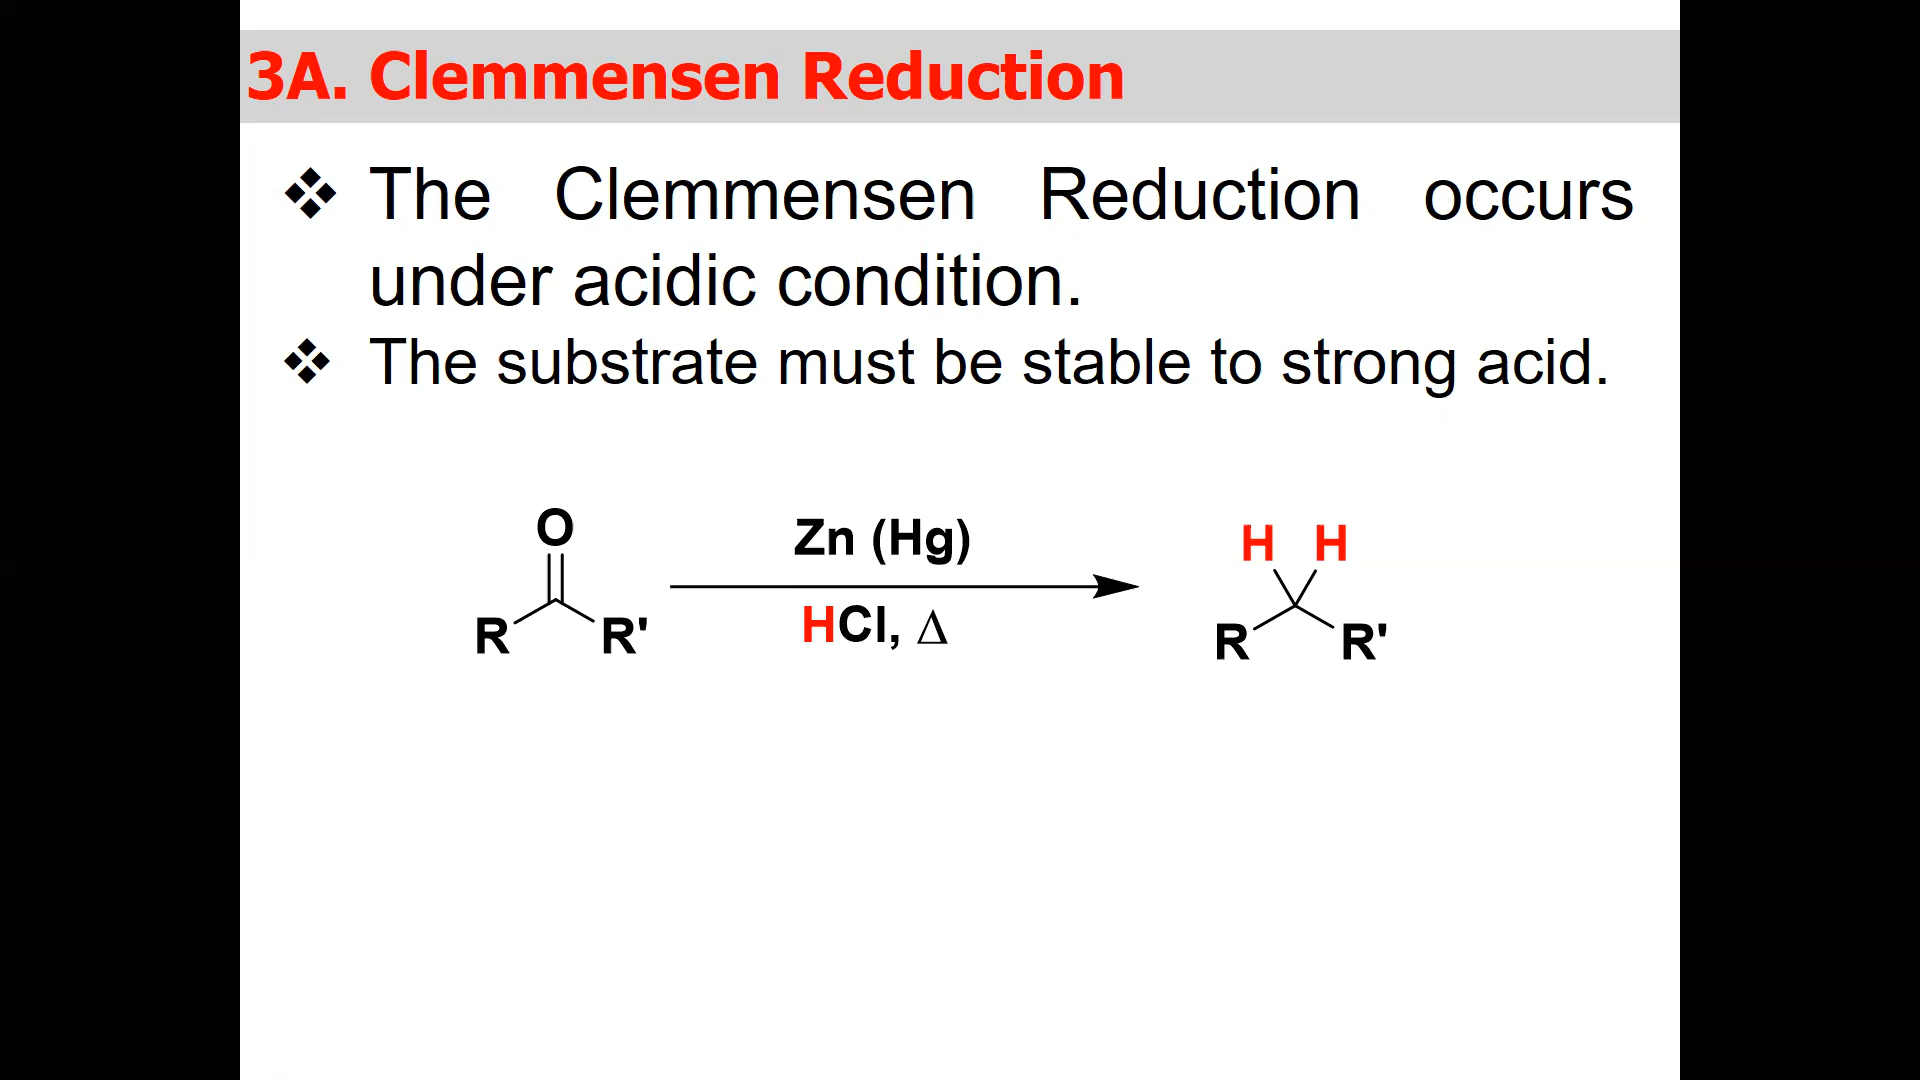 3A. Clemmensen Reduction
❖ The Clemmensen Reduction occurs
under acidic condition.
❖ The substrate must be stable to strong acid.
O
R R'
Zn (Hg)
HCl, Δ
H H
R R'